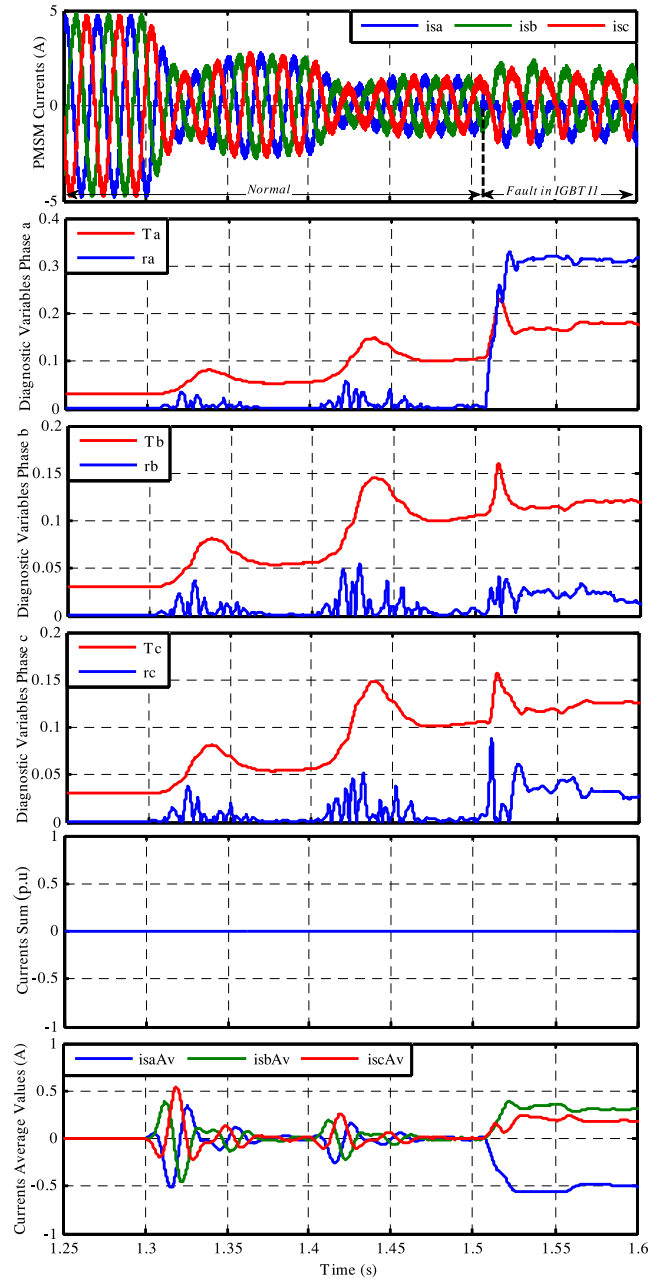 PMSM Currents (A)
5
0
-5
isa isb isc
Normal
Fault in IGBT I1
Diagnostic Variables Phase a
0.4
0.3
0.2
0.1
0
Ta
ra
Diagnostic Variables Phase b
0.2
0.15
0.1
0.05
0
Tb
rb
Diagnostic Variables Phase c
0.2
0.15
0.1
0.05
0
Tc
rc
Currents Sum (p.u)
1
0.5
0
-0.5
-1
Currents Average Values (A)
1
0.5
0
-0.5
-1
isaAv isbAv iscAv
1.25 1.3 1.35 1.4 1.45 1.5 1.55 1.6
Time (s)